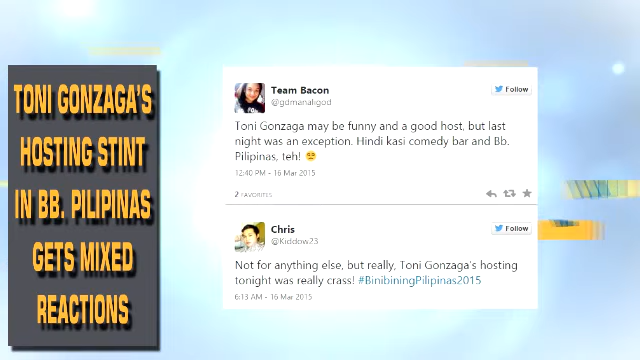 TONI GONZAGA'S
HOSTING STINT
IN BB. PILIPINAS
GETS MIXED
REACTIONS
Team Bacon
@gdmanaligod
Follow
Toni Gonzaga may be funny and a good host, but last
night was an exception. Hindi kasi comedy bar and Bb.
Pilipinas, teh! 😒
12:40 PM - 16 Mar 2015
2 FAVORITES
Chris
@Kiddow23
Follow
Not for anything else, but really, Toni Gonzaga's hosting
tonight was really crass! #BinibiningPilipinas2015
6:13 AM - 16 Mar 2015